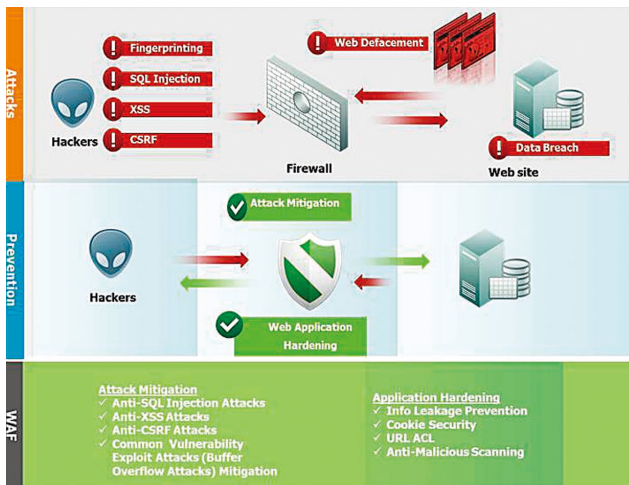 Attacks
Fingerprinting
SQL Injection
XSS
CSRF
Hackers
Firewall
Web Defacement
Data Breach
Web site
Prevention
Hackers
Attack Mitigation
Web Application
Hardening
WAF
Attack Mitigation
✓ Anti-SQL Injection Attacks
✓ Anti-XSS Attacks
✓ Anti-CSRF Attacks
✓ Common Vulnerability
Exploit Attacks (Buffer
Overflow Attacks) Mitigation
Application Hardening
✓ Info Leakage Prevention
✓ Cookie Security
✓ URL ACL
✓ Anti-Malicious Scanning